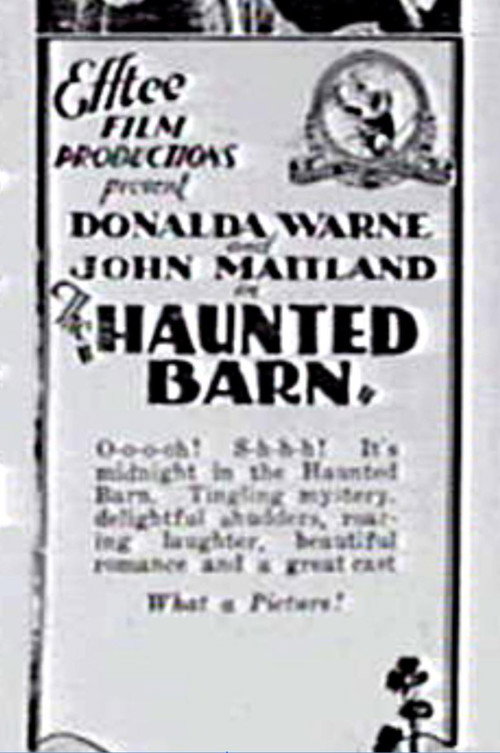 Efftee
FILM
PRODUCTIONS
present
DONALDA WARNE
and
JOHN MAITLAND
in
"The HAUNTED
BARN"
O-o-o-oh! S-h-h-h! It's
midnight in the Haunted
Barn. Tingling mystery,
delightful shudders, roar-
ing laughter, beautiful
romance and a great cast
What a Picture!